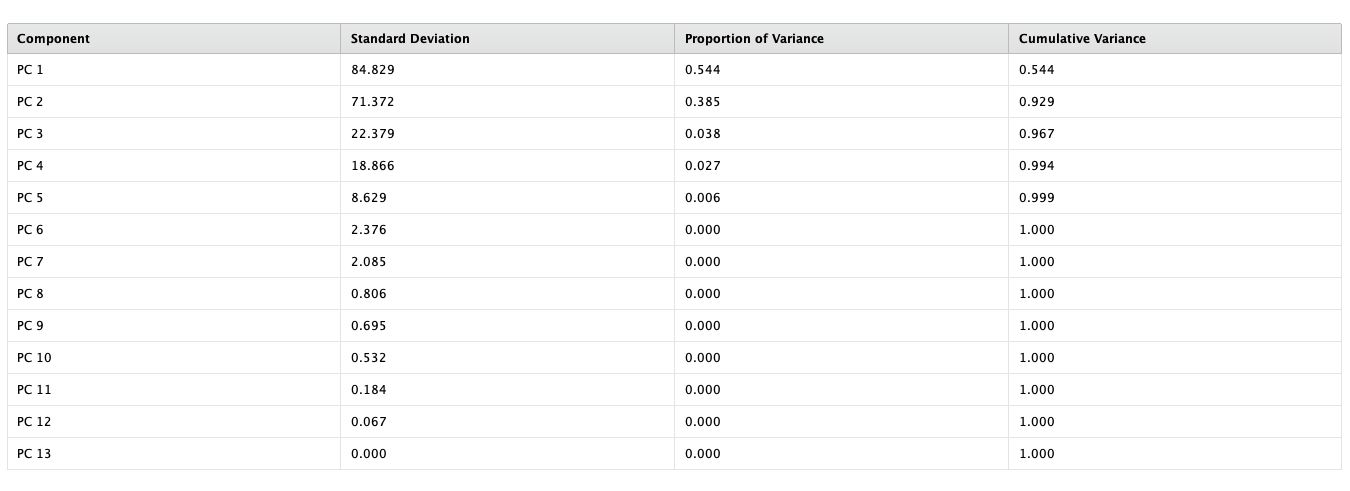 Component Standard Deviation Proportion of Variance Cumulative Variance
PC 1 84.829 0.544 0.544
PC 2 71.372 0.385 0.929
PC 3 22.379 0.038 0.967
PC 4 18.866 0.027 0.994
PC 5 8.629 0.006 0.999
PC 6 2.376 0.000 1.000
PC 7 2.085 0.000 1.000
PC 8 0.806 0.000 1.000
PC 9 0.695 0.000 1.000
PC 10 0.532 0.000 1.000
PC 11 0.184 0.000 1.000
PC 12 0.067 0.000 1.000
PC 13 0.000 0.000 1.000